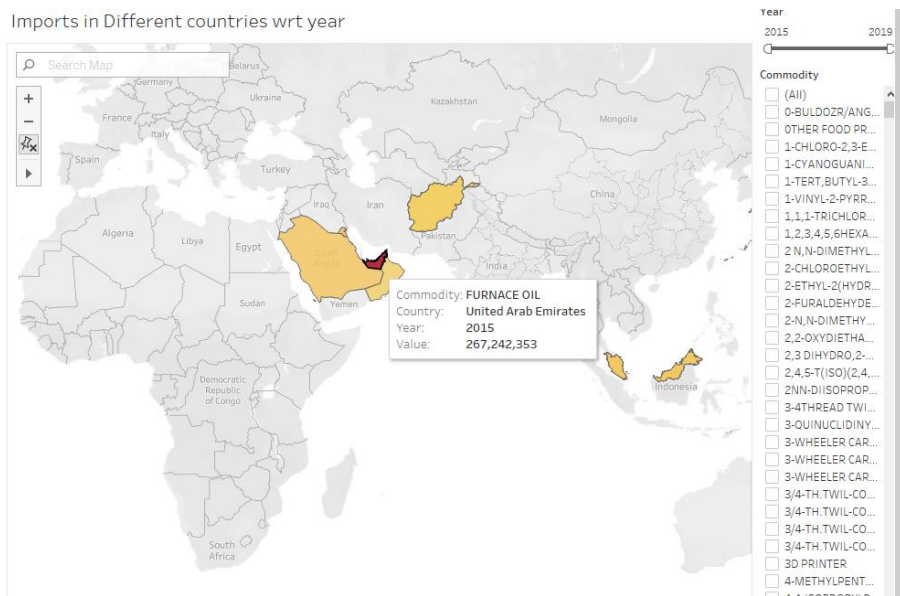 Imports in Different countries wrt year
Search Map
Belarus
Germany
Ukraine
France
Italy
Spain
Turkey
Kazakhstan
Mongolia
China
Iraq
Iran
Algeria
Libya
Egypt
Saudi
Arabia
Pakistan
India
Sudan
Yemen
Commodity: FURNACE OIL
Country: United Arab Emirates
Year: 2015
Value: 267,242,353
Democratic
Republic
of Congo
Indonesia
South
Africa
Year
2015 2019
Commodity
(All)
0-BULDOZR/ANG...
0THER FOOD PR...
1-CHLORO-2,3-E...
1-CYANOGUANI...
1-TERT,BUTYL-3...
1-VINYL-2-PYRR...
1,1,1-TRICHLOR...
1,2,3,4,5,6HEXA...
2 N,N-DIMETHYL...
2-CHLOROETHYL...
2-ETHYL-2(HYDR...
2-FURALDEHYDE...
2-N,N-DIMETHY...
2,2-OXYDIETHA...
2,3 DIHYDRO,2-...
2,4,5-T(ISO)(2,4,...
2NN-DIISOPROP...
3-4THREAD TWI...
3-QUINUCLIDINY...
3-WHEELER CAR...
3-WHEELER CAR...
3-WHEELER CAR...
3/4-TH.TWIL-CO...
3/4-TH.TWIL-CO...
3/4-TH.TWIL-CO...
3/4-TH.TWIL-CO...
3D PRINTER
4-METHYLPENT...